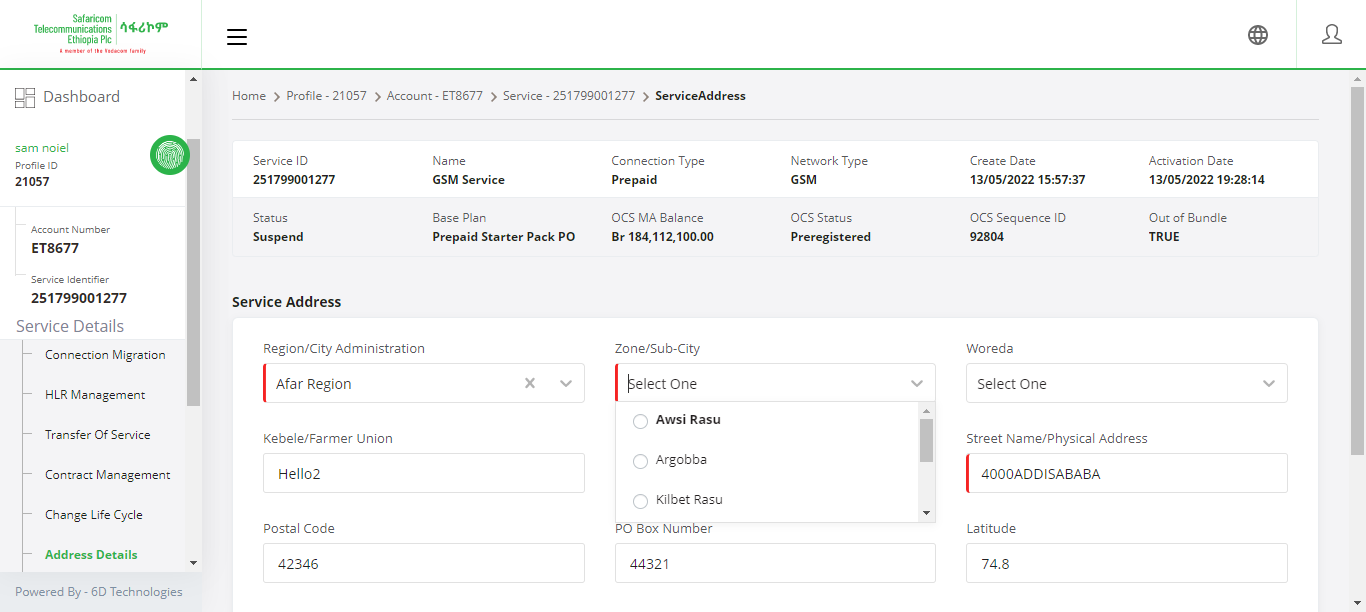 Safaricom
Telecommunications
Ethiopia Plc
ሳፋሪኮም
A member of the Vodacom family
Dashboard
sam noiel
Profile ID
21057
Account Number
ET8677
Service Identifier
251799001277
Service Details
Connection Migration
HLR Management
Transfer Of Service
Contract Management
Change Life Cycle
Address Details
Powered By - 6D Technologies
Home > Profile - 21057 > Account - ET8677 > Service - 251799001277 > ServiceAddress
Service ID Name Connection Type Network Type Create Date Activation Date
251799001277 GSM Service Prepaid GSM 13/05/2022 15:57:37 13/05/2022 19:28:14
Status Base Plan OCS MA Balance OCS Status OCS Sequence ID Out of Bundle
Suspend Prepaid Starter Pack PO Br 184,112,100.00 Preregistered 92804 TRUE
Service Address
Region/City Administration Zone/Sub-City Woreda
Afar Region Select One Select One
Awsi Rasu
Argobba
Kilbet Rasu
Kebele/Farmer Union Street Name/Physical Address
Hello2 4000ADDISABABA
Postal Code PO Box Number Latitude
42346 44321 74.8